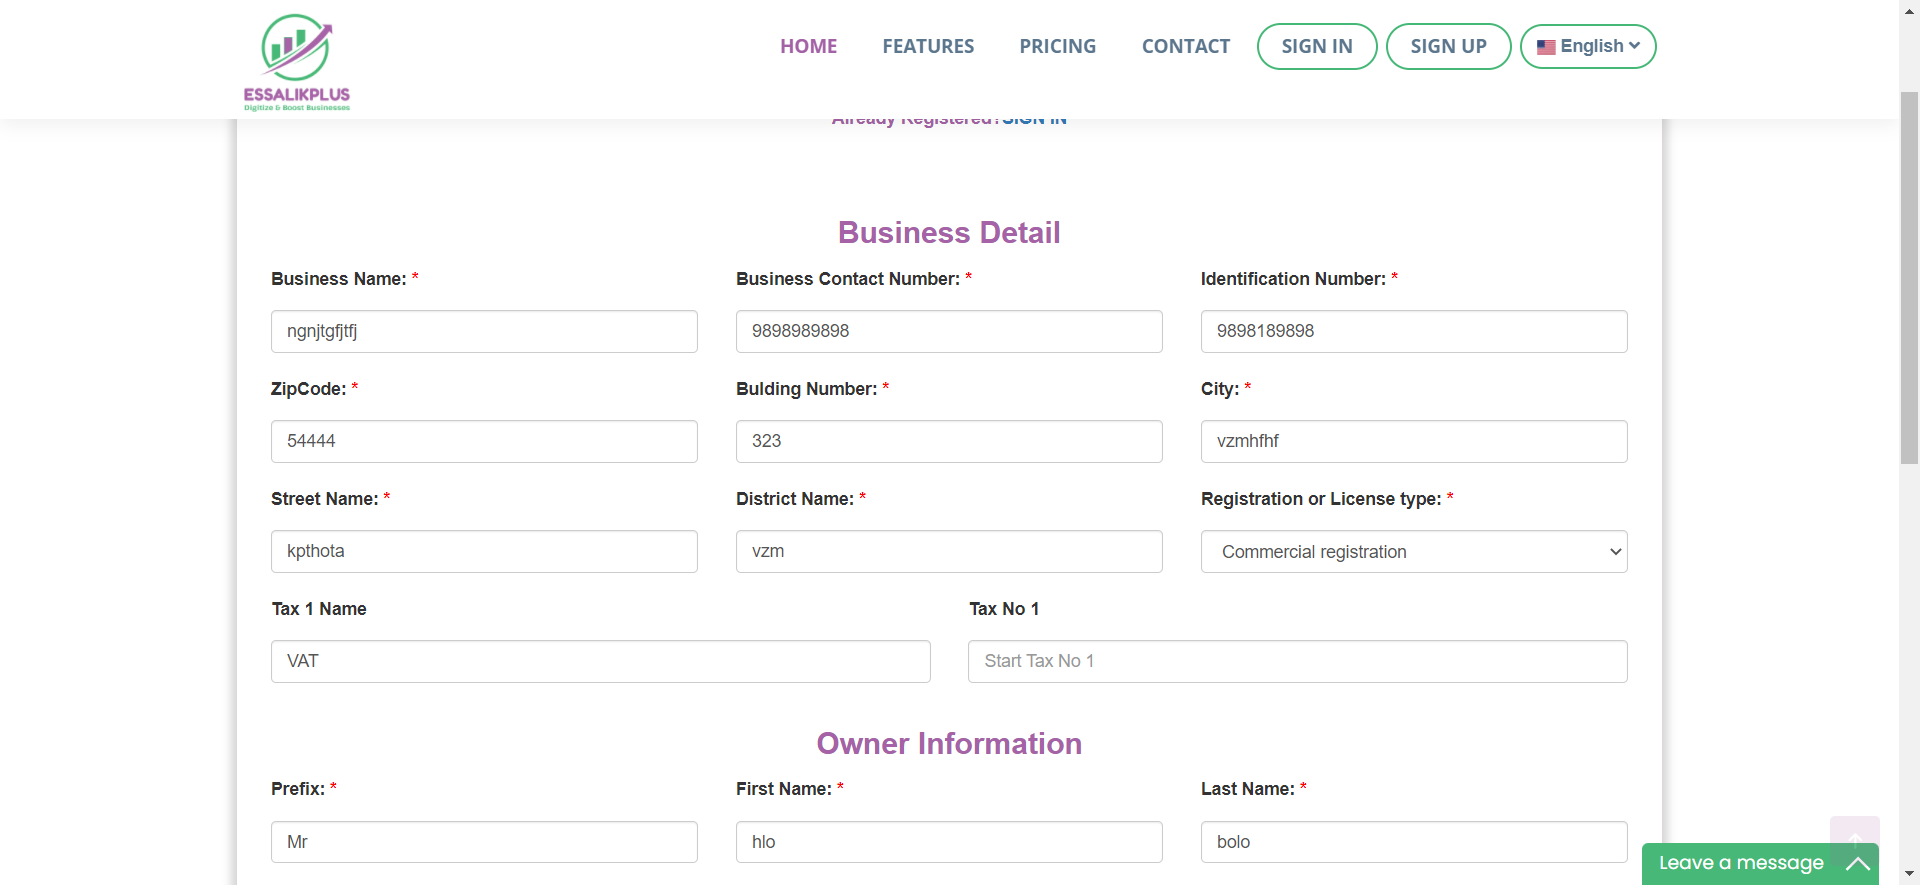 ESSALIKPLUS
Digitize & Boost Businesses
HOME FEATURES PRICING CONTACT SIGN IN SIGN UP English
Already Registered? SIGN IN
Business Detail
Business Name: * Business Contact Number: * Identification Number: *
ngnjtgfjtfj 9898989898 9898189898
ZipCode: * Bulding Number: * City: *
54444 323 vzmhfhf
Street Name: * District Name: * Registration or License type: *
kpthota vzm Commercial registration
Tax 1 Name Tax No 1
VAT Start Tax No 1
Owner Information
Prefix: * First Name: * Last Name: *
Mr hlo bolo
Leave a message